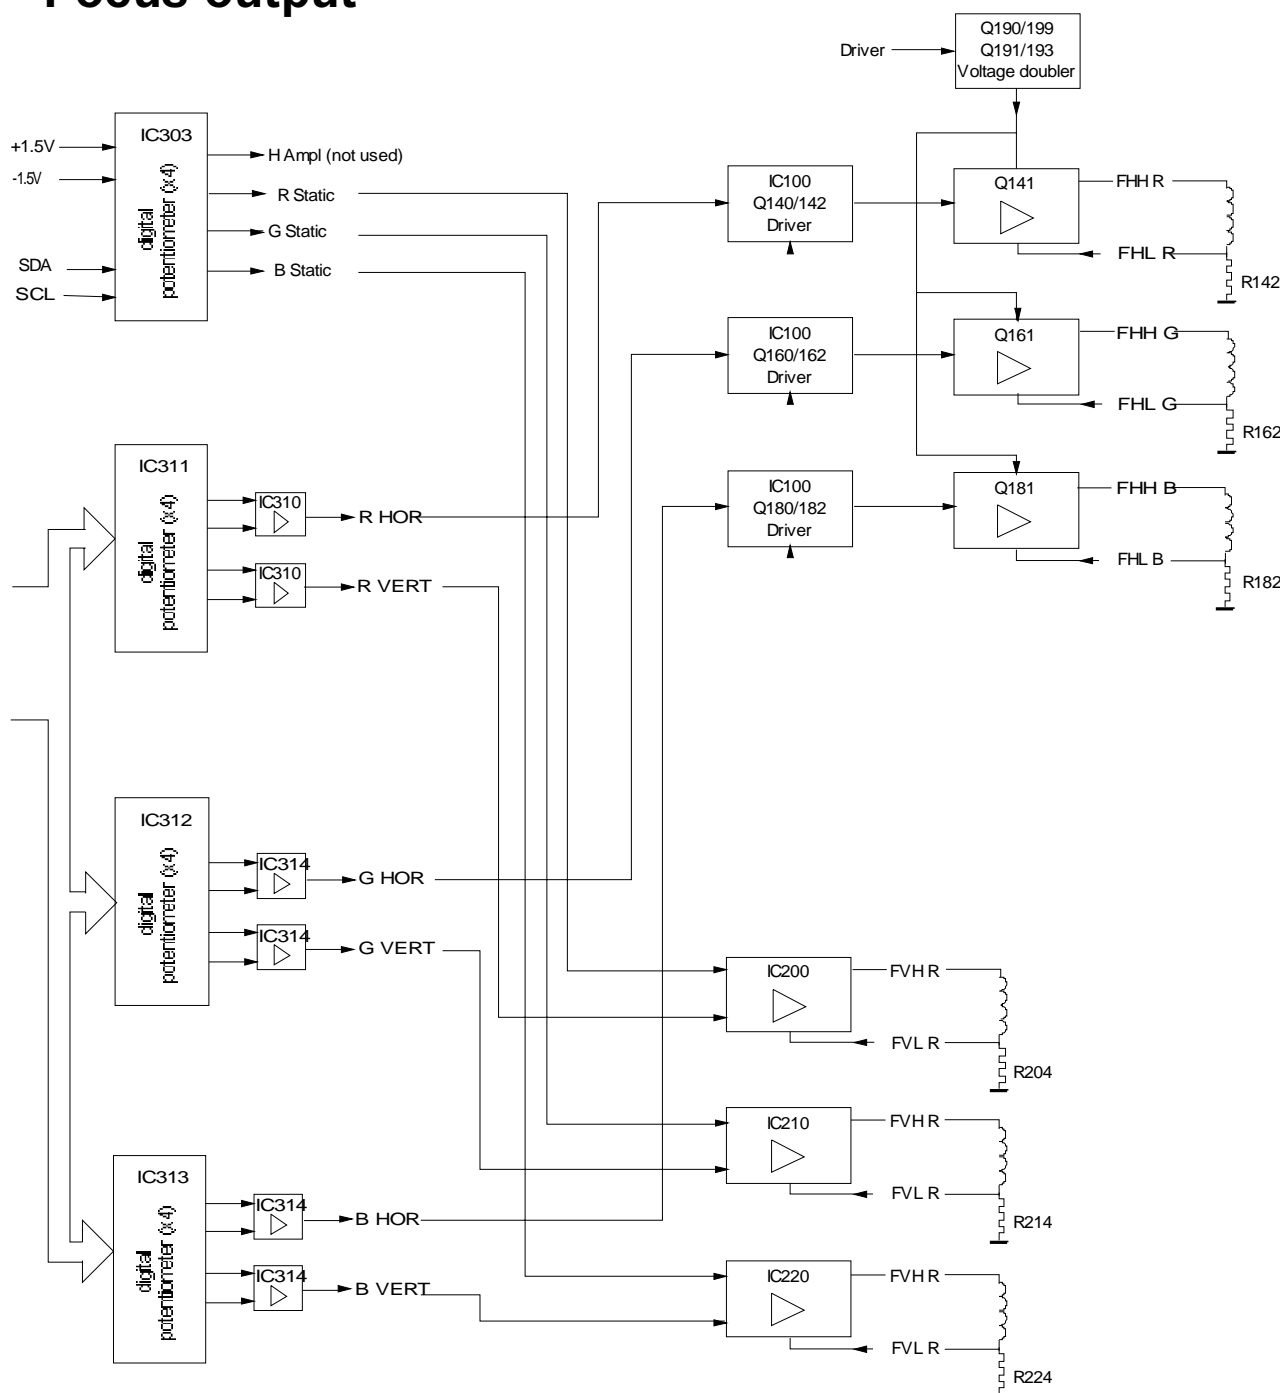 Focus output
Q190/199
Q191/193
Voltage doubler
Driver
IC303
digital
potentiometer (x4)
+1.5V
-1.5V
SDA
SCL
H Ampl (not used)
R Static
G Static
B Static
IC100
Q140/142
Driver
Q141
FHH R
FHL R
R142
IC100
Q160/162
Driver
Q161
FHH G
FHL G
R162
IC100
Q180/182
Driver
Q181
FHH B
FHL B
R182
IC311
digital
potentiometer (x4)
IC310
R HOR
IC310
R VERT
IC312
digital
potentiometer (x4)
IC314
G HOR
IC314
G VERT
IC200
FVH R
FVL R
R204
IC210
FVH R
FVL R
R214
IC313
digital
potentiometer (x4)
IC314
B HOR
IC314
B VERT
IC220
FVH R
FVL R
R224